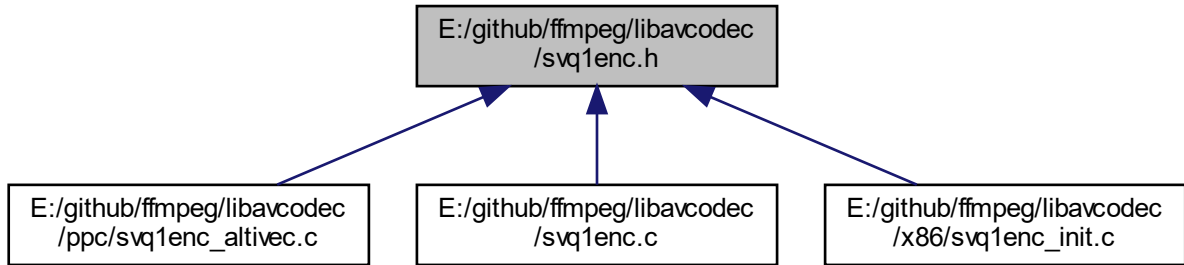 E:/github/ffmpeg/libavcodec
/svq1enc.h
E:/github/ffmpeg/libavcodec
/ppc/svq1enc_altivec.c
E:/github/ffmpeg/libavcodec
/svq1enc.c
E:/github/ffmpeg/libavcodec
/x86/svq1enc_init.c